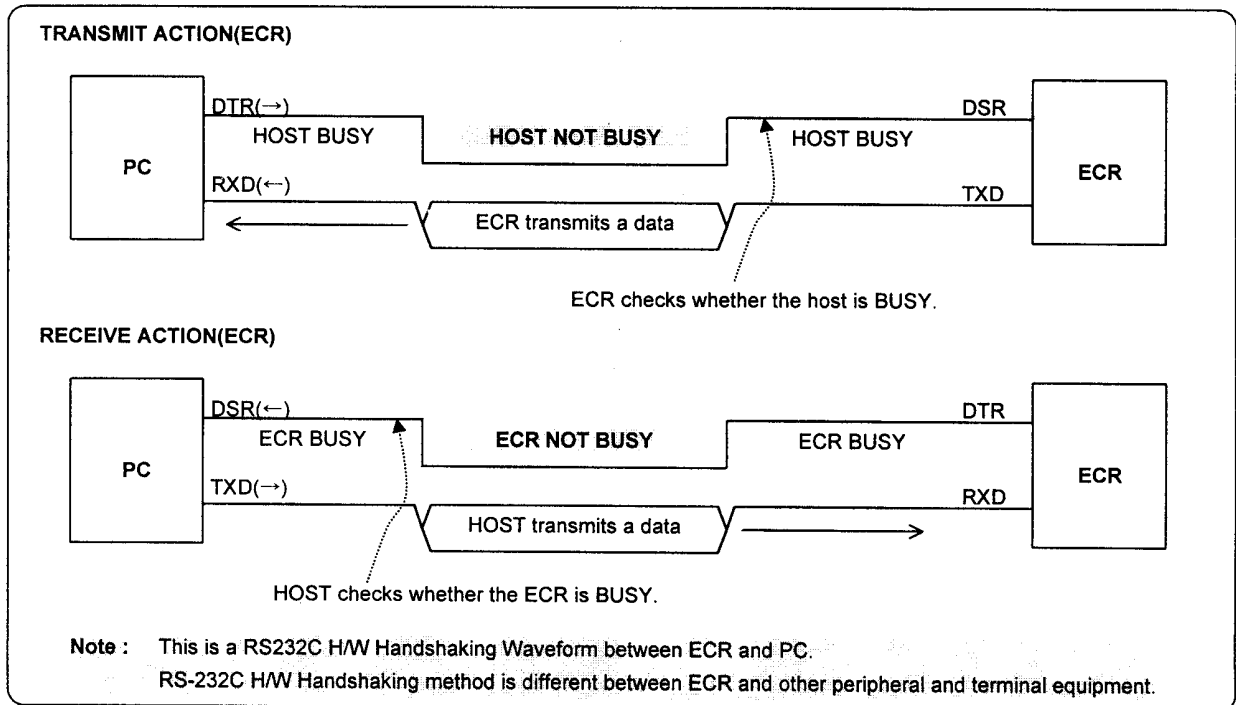 TRANSMIT ACTION(ECR)
DTR(→)
DSR
HOST BUSY
HOST NOT BUSY
HOST BUSY
PC
ECR
RXD(←)
TXD
ECR transmits a data
ECR checks whether the host is BUSY.
RECEIVE ACTION(ECR)
DSR(←)
DTR
ECR BUSY
ECR NOT BUSY
ECR BUSY
PC
ECR
TXD(→)
RXD
HOST transmits a data
HOST checks whether the ECR is BUSY.
Note : This is a RS232C H/W Handshaking Waveform between ECR and PC.
RS-232C H/W Handshaking method is different between ECR and other peripheral and terminal equipment.